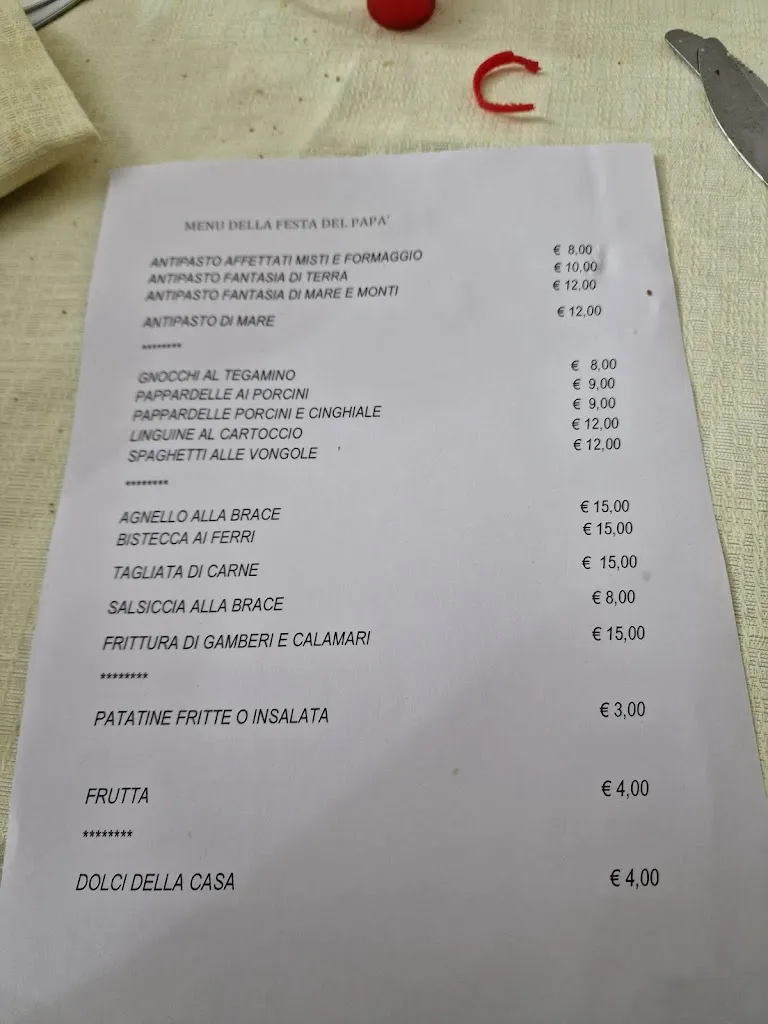 MENU DELLA FESTA DEL PAPA'
ANTIPASTO AFFETTATI MISTI E FORMAGGIO € 8,00
ANTIPASTO FANTASIA DI TERRA € 10,00
ANTIPASTO FANTASIA DI MARE E MONTI € 12,00
ANTIPASTO DI MARE € 12,00
********
GNOCCHI AL TEGAMINO € 8,00
PAPPARDELLE AI PORCINI € 9,00
PAPPARDELLE PORCINI E CINGHIALE € 9,00
LINGUINE AL CARTOCCIO € 12,00
SPAGHETTI ALLE VONGOLE € 12,00
********
AGNELLO ALLA BRACE € 15,00
BISTECCA AI FERRI € 15,00
TAGLIATA DI CARNE € 15,00
SALSICCIA ALLA BRACE € 8,00
FRITTURA DI GAMBERI E CALAMARI € 15,00
********
PATATINE FRITTE O INSALATA € 3,00
FRUTTA € 4,00
********
DOLCI DELLA CASA € 4,00